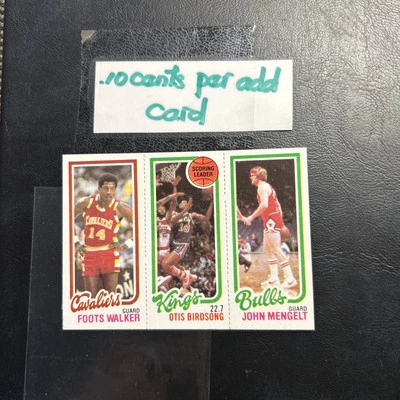 .10 cents per add
card
SCORING
LEADER
CAVALIERS
14
10
Cavaliers
GUARD
FOOTS WALKER
Kings
22.7
OTIS BIRDSONG
Bulls
GUARD
JOHN MENGELT